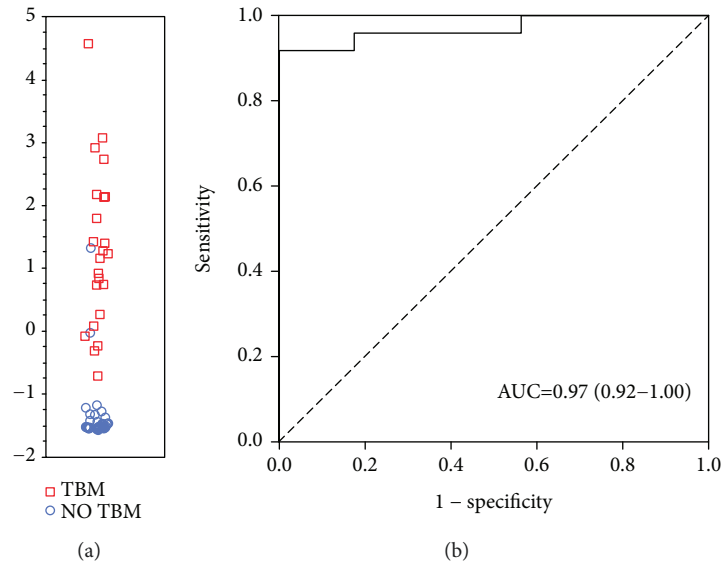 5
4
3
2
1
0
−1
−2
TBM
NO TBM
(a)
Sensitivity
1.0
0.8
0.6
0.4
0.2
0.0
AUC=0.97 (0.92−1.00)
0.0 0.2 0.4 0.6 0.8 1.0
1 − specificity
(b)